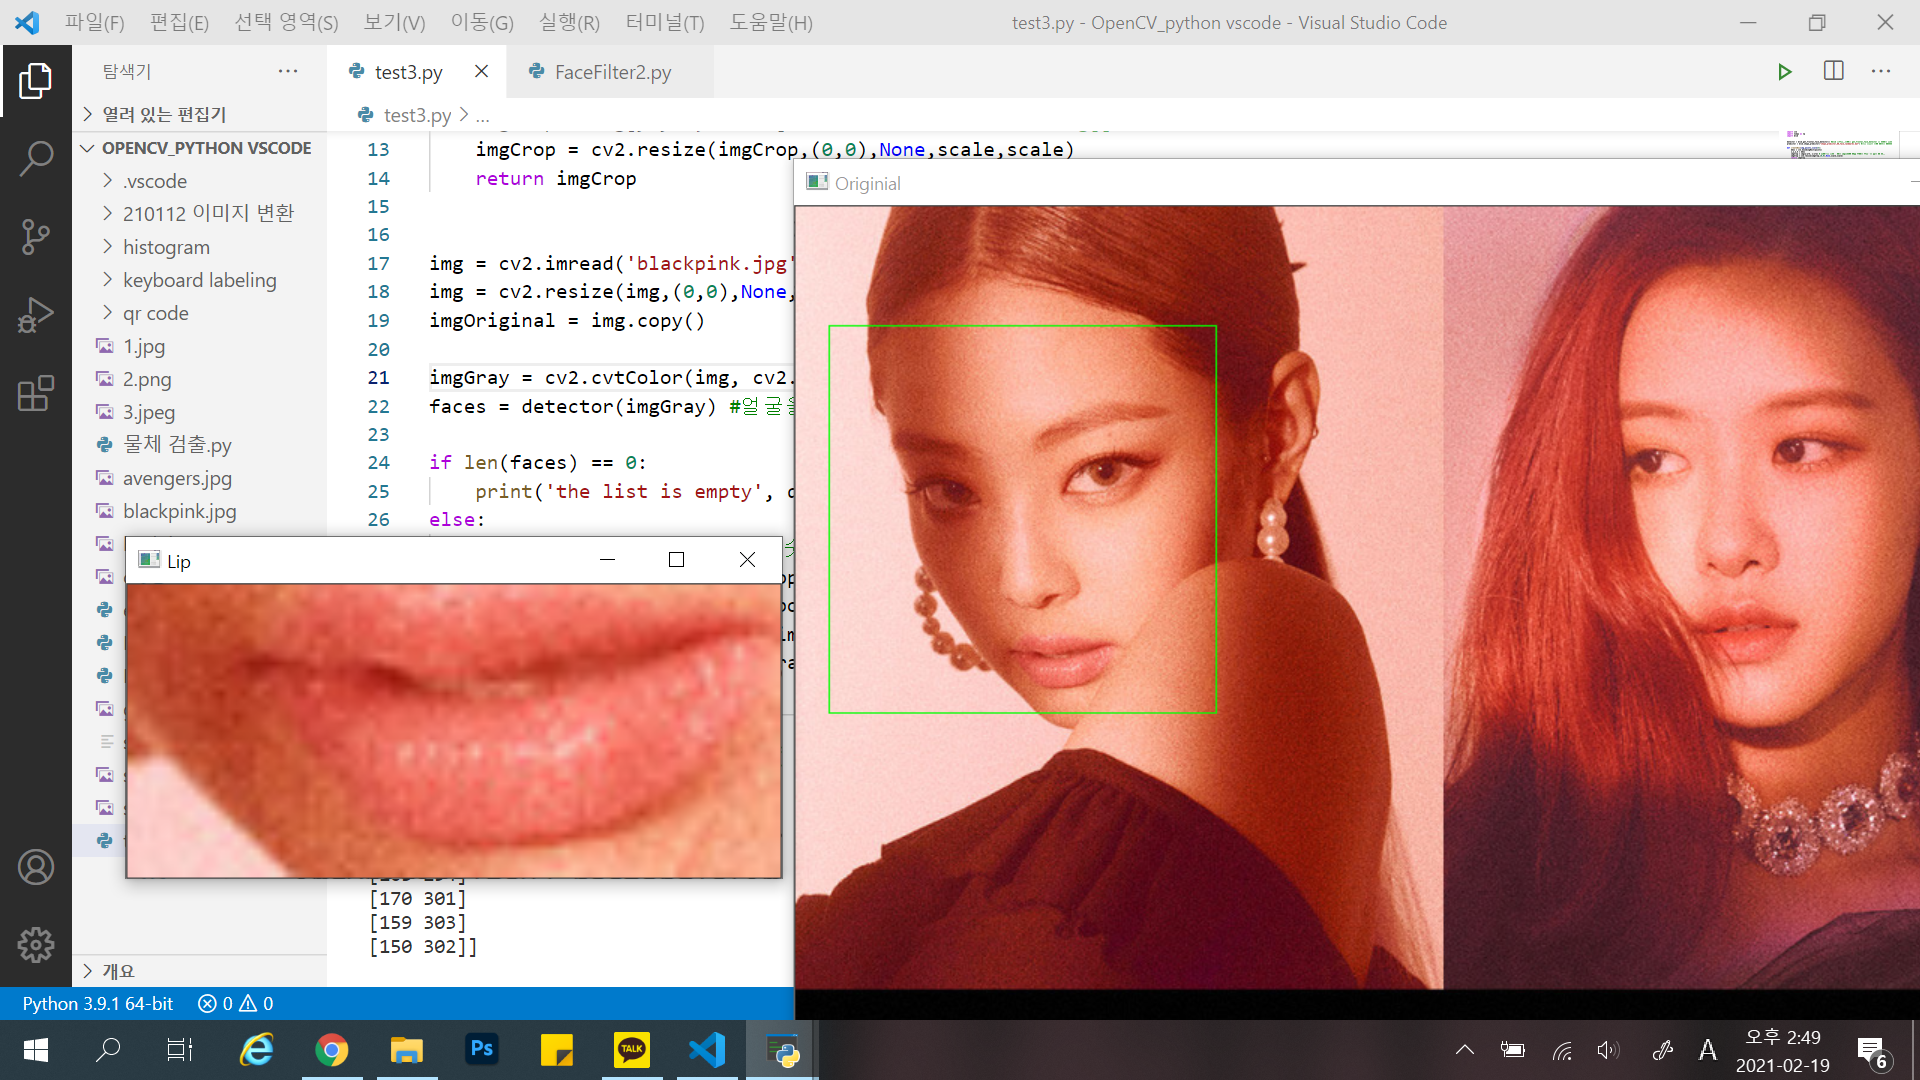 파일(F) 편집(E) 선택 영역(S) 보기(V) 이동(G) 실행(R) 터미널(T) 도움말(H) test3.py - OpenCV_python vscode - Visual Studio Code
탐색기 ...
test3.py
FaceFilter2.py
열려 있는 편집기
test3.py > ...
OPENCV_PYTHON VSCODE
.vscode
210112 이미지 변환
histogram
keyboard labeling
qr code
1.jpg
2.png
3.jpeg
물체 검출.py
avengers.jpg
blackpink.jpg
개요
13 imgCrop = cv2.resize(imgCrop,(0,0),None,scale,scale)
14 return imgCrop
15
16
17 img = cv2.imread('blackpink.jpg'
18 img = cv2.resize(img,(0,0),None,
19 imgOriginal = img.copy()
20
21 imgGray = cv2.cvtColor(img, cv2.
22 faces = detector(imgGray) #얼굴을
23
24 if len(faces) == 0:
25 print('the list is empty',
26 else:
Originial
Lip
[170 301]
[159 303]
[150 302]]
Python 3.9.1 64-bit 0 0
Ps
TALK
A
오후 2:49
2021-02-19
6